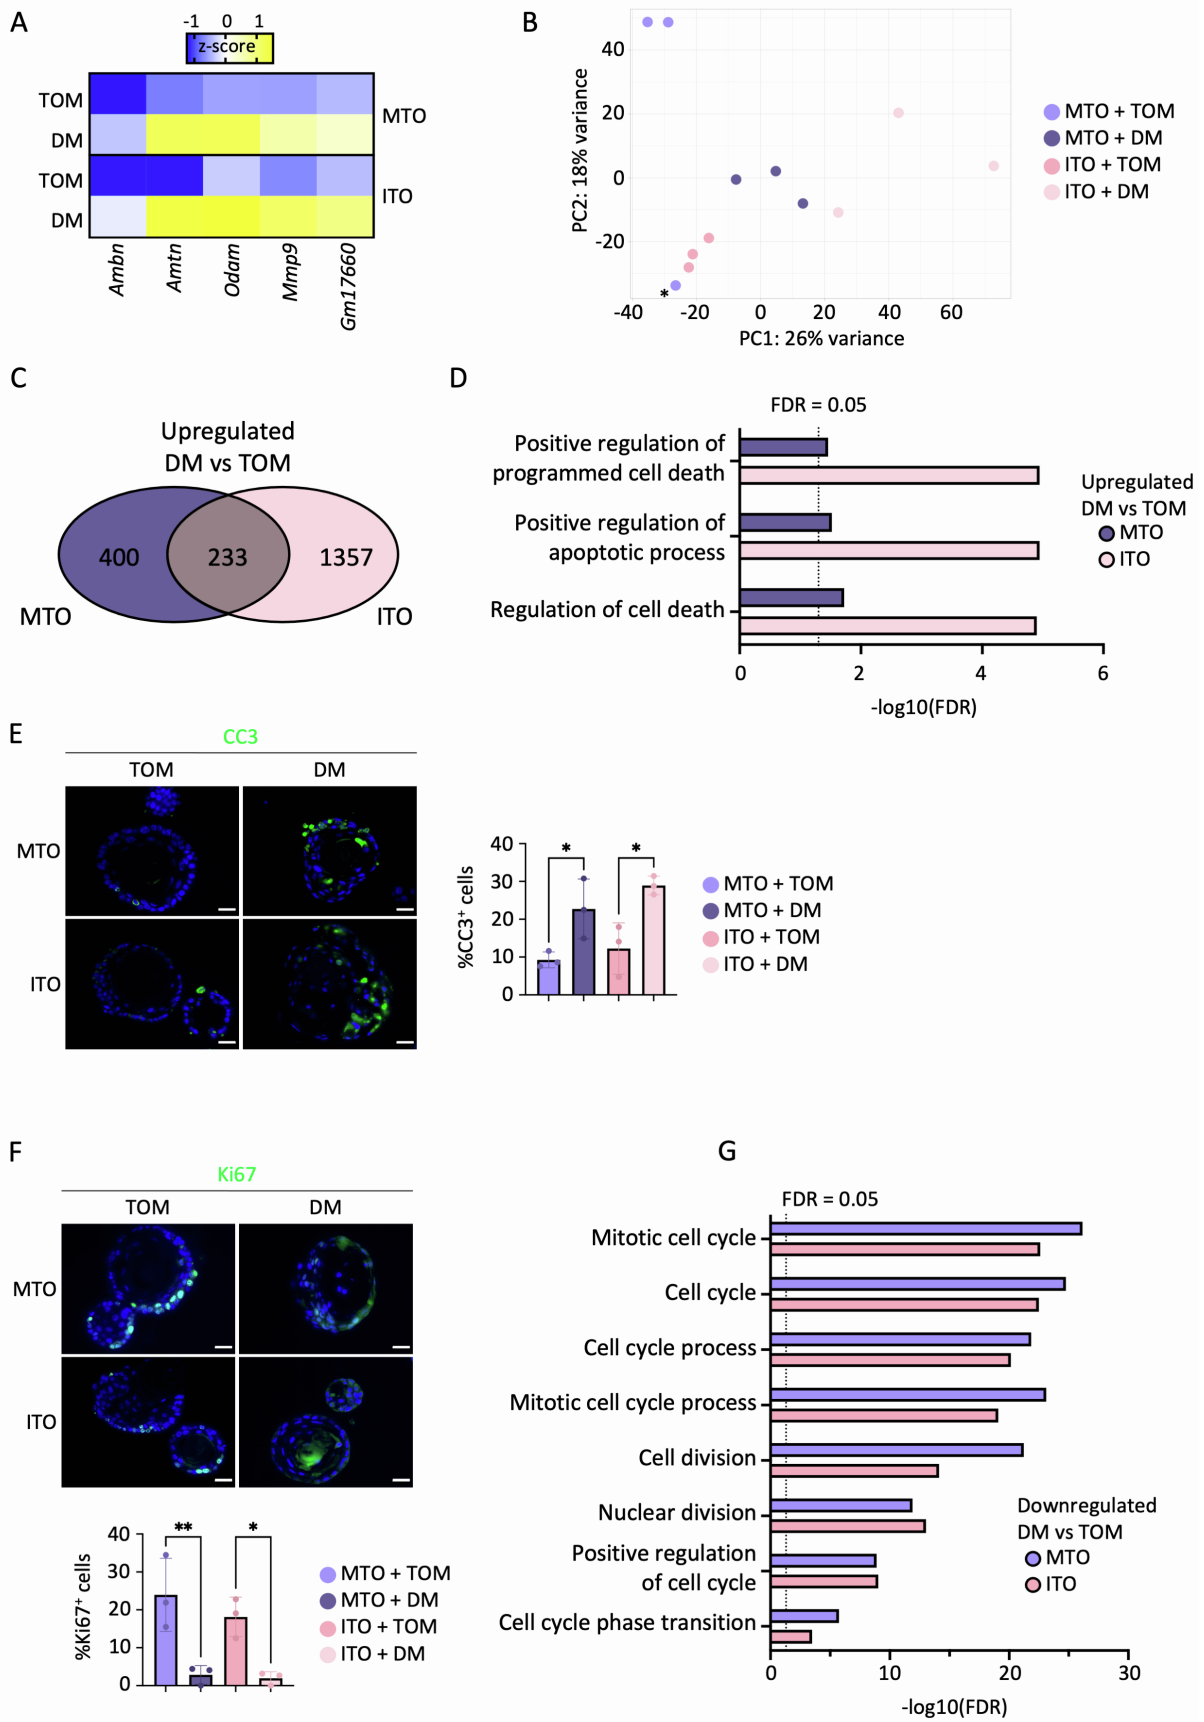 A
-1 0 1
z-score
TOM
DM
MTO
TOM
DM
ITO
Ambn
Amtn
Odam
Mmp9
Gm17660
B
40
20
0
-20
-40 -20 0 20 40 60
PC2: 18% variance
PC1: 26% variance
*
MTO + TOM
MTO + DM
ITO + TOM
ITO + DM
C
Upregulated
DM vs TOM
400 233 1357
MTO
ITO
D
FDR = 0.05
Positive regulation of
programmed cell death
Positive regulation of
apoptotic process
Regulation of cell death
0 2 4 6
-log10(FDR)
Upregulated
DM vs TOM
MTO
ITO
E
CC3
TOM DM
MTO
ITO
%CC3+ cells
40
30
20
10
0
* *
MTO + TOM
MTO + DM
ITO + TOM
ITO + DM
F
Ki67
TOM DM
MTO
ITO
%Ki67+ cells
40
30
20
10
0
** *
MTO + TOM
MTO + DM
ITO + TOM
ITO + DM
G
FDR = 0.05
Mitotic cell cycle
Cell cycle
Cell cycle process
Mitotic cell cycle process
Cell division
Nuclear division
Positive regulation
of cell cycle
Cell cycle phase transition
0 10 20 30
-log10(FDR)
Downregulated
DM vs TOM
MTO
ITO